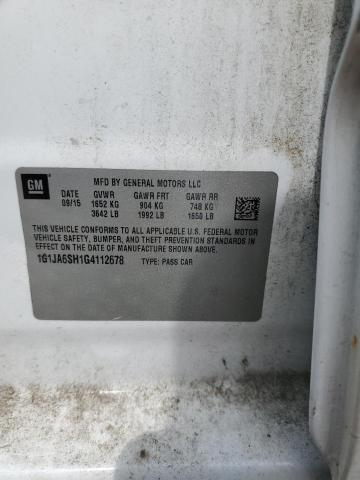 GM
MFD BY GENERAL MOTORS LLC
DATE GVWR GAWR FRT GAWR RR
09/15 1652 KG 904 KG 748 KG
3642 LB 1992 LB 1650 LB
THIS VEHICLE CONFORMS TO ALL APPLICABLE U.S. FEDERAL MOTOR
VEHICLE SAFETY, BUMPER, AND THEFT PREVENTION STANDARDS IN
EFFECT ON THE DATE OF MANUFACTURE SHOWN ABOVE.
1G1JA6SH1G4112678 TYPE: PASS CAR